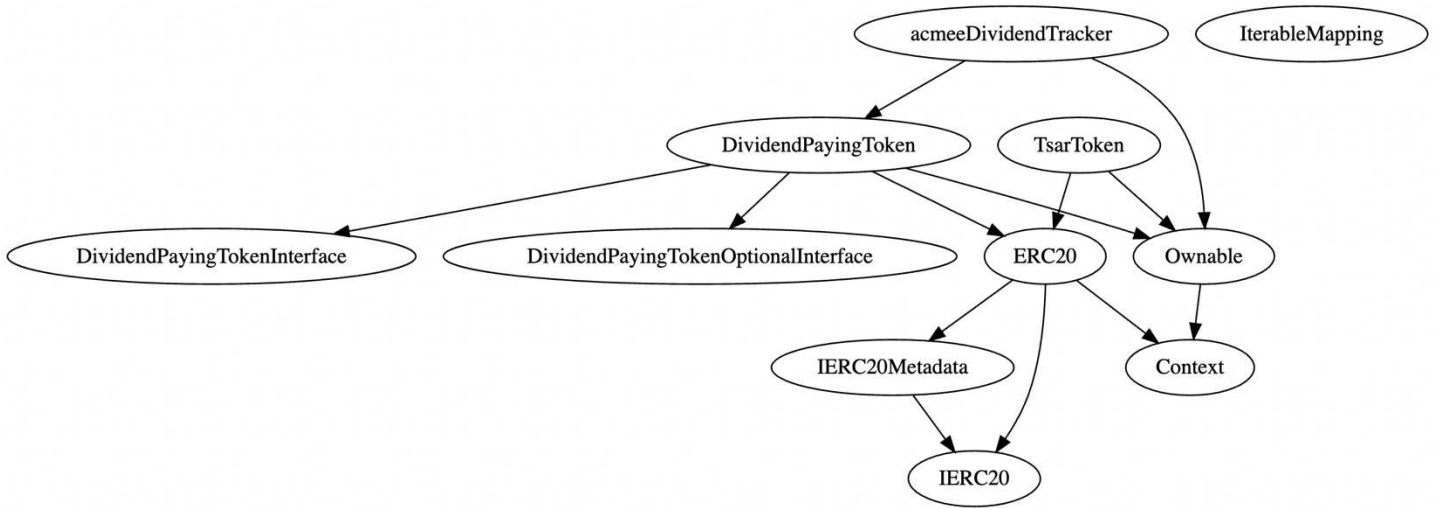 acmeeDividendTracker
IterableMapping
DividendPayingToken
TsarToken
DividendPayingTokenInterface
DividendPayingTokenOptionalInterface
ERC20
Ownable
IERC20Metadata
Context
IERC20